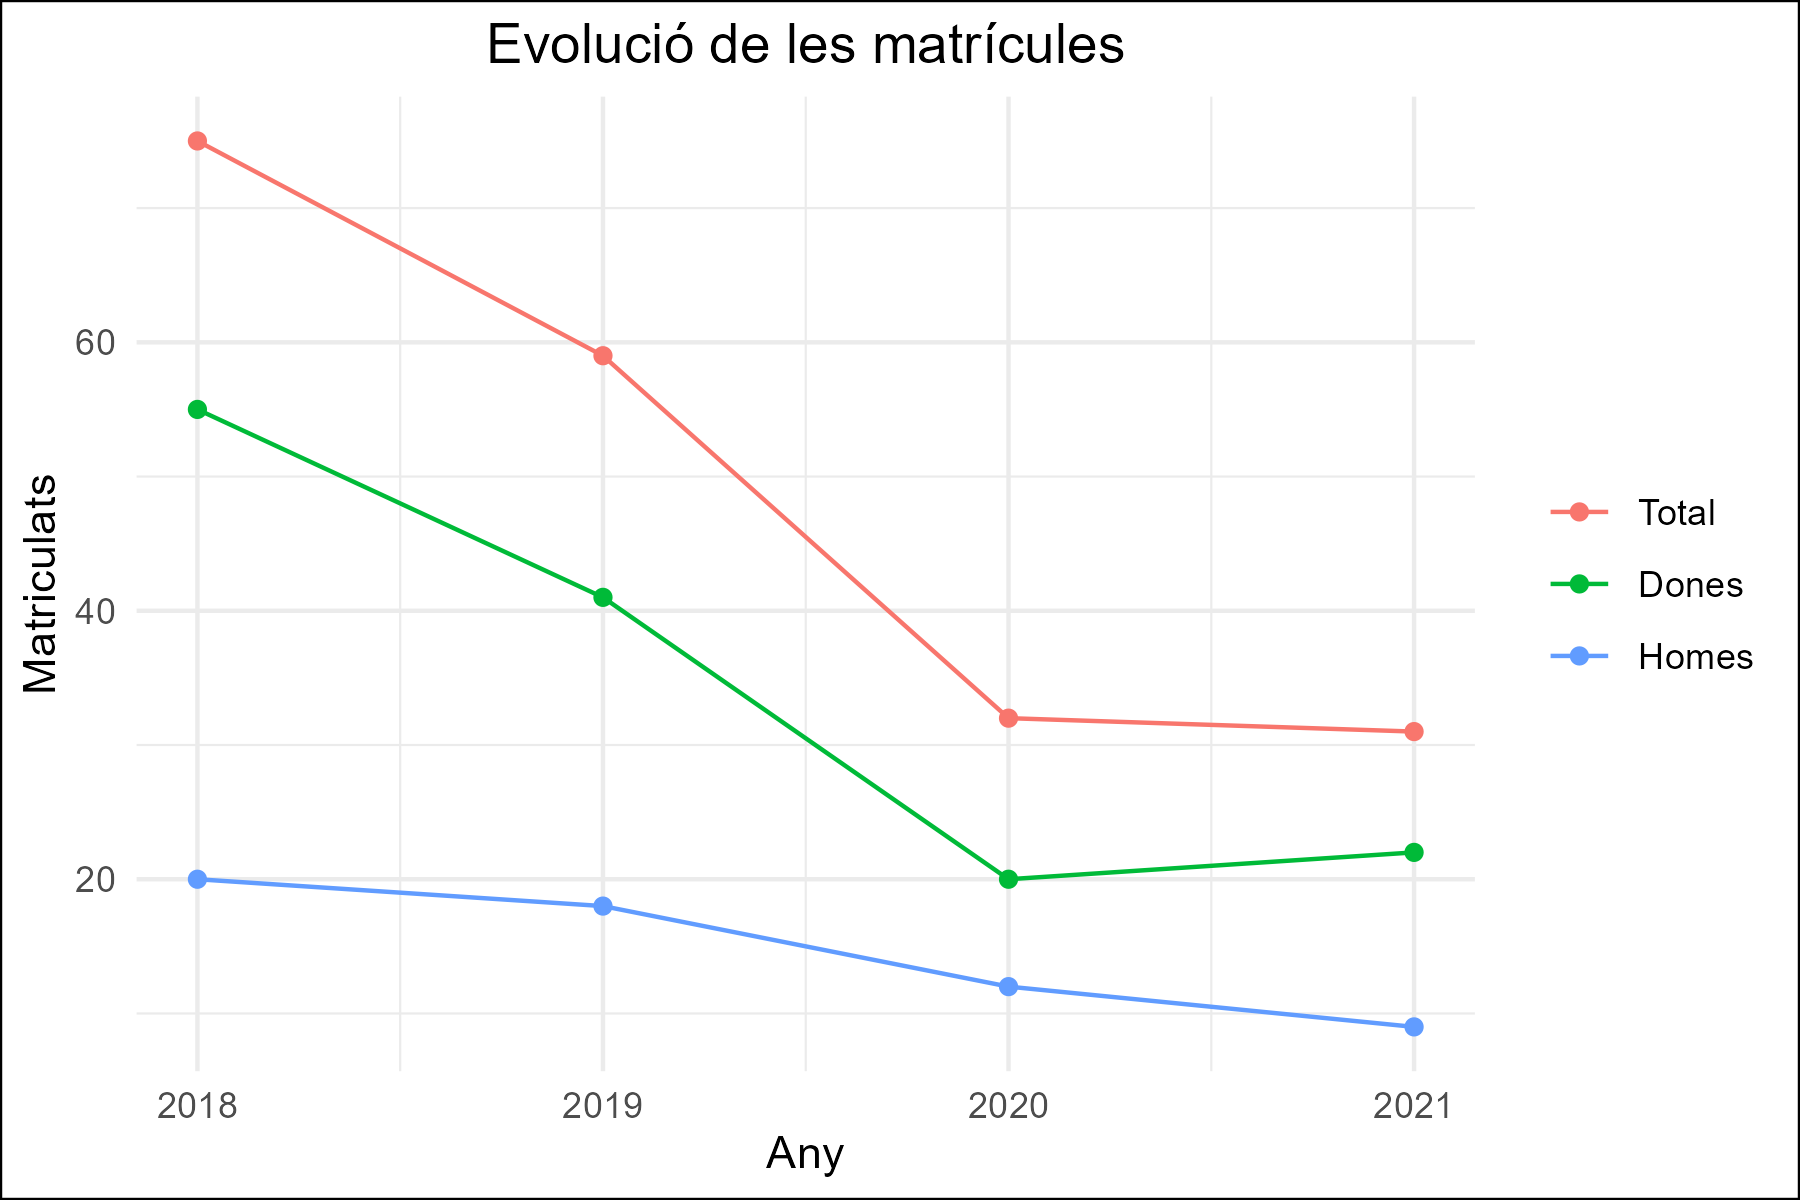 Evolució de les matrícules
Matriculats
60
40
20
2018
2019
2020
2021
Any
Total
Dones
Homes